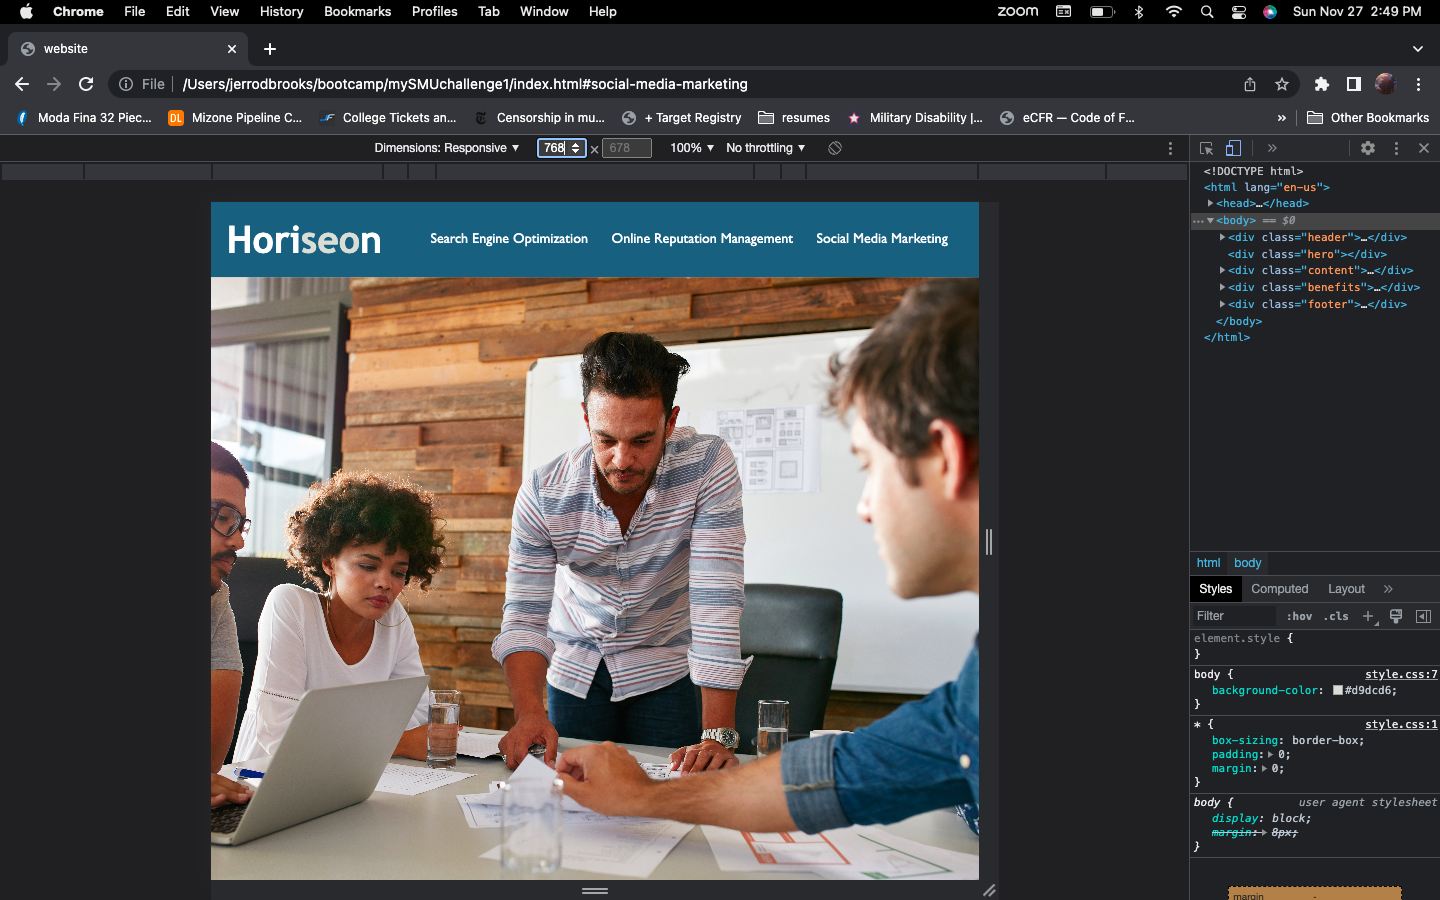 Chrome File Edit View History Bookmarks Profiles Tab Window Help zoom Sun Nov 27 2:49 PM
website
File /Users/jerrodbrooks/bootcamp/mySMUchallenge1/index.html#social-media-marketing
Moda Fina 32 Piec... DL Mizone Pipeline C... College Tickets an... Censorship in mu... + Target Registry resumes Military Disability |... eCFR — Code of F... » Other Bookmarks
Dimensions: Responsive ▼ 768 × 678 100% ▼ No throttling ▼
<!DOCTYPE html>
<html lang="en-us">
<head>…</head>
<body> == $0
<div class="header">…</div>
<div class="hero"></div>
<div class="content">…</div>
<div class="benefits">…</div>
<div class="footer">…</div>
</body>
</html>
Horiseon Search Engine Optimization Online Reputation Management Social Media Marketing
html body
Styles Computed Layout »
Filter :hov .cls +
element.style {
}
body { style.css:7
background-color: #d9dcd6;
}
* { style.css:1
box-sizing: border-box;
padding: 0;
margin: 0;
}
body { user agent stylesheet
display: block;
margin: 8px;
}
margin -